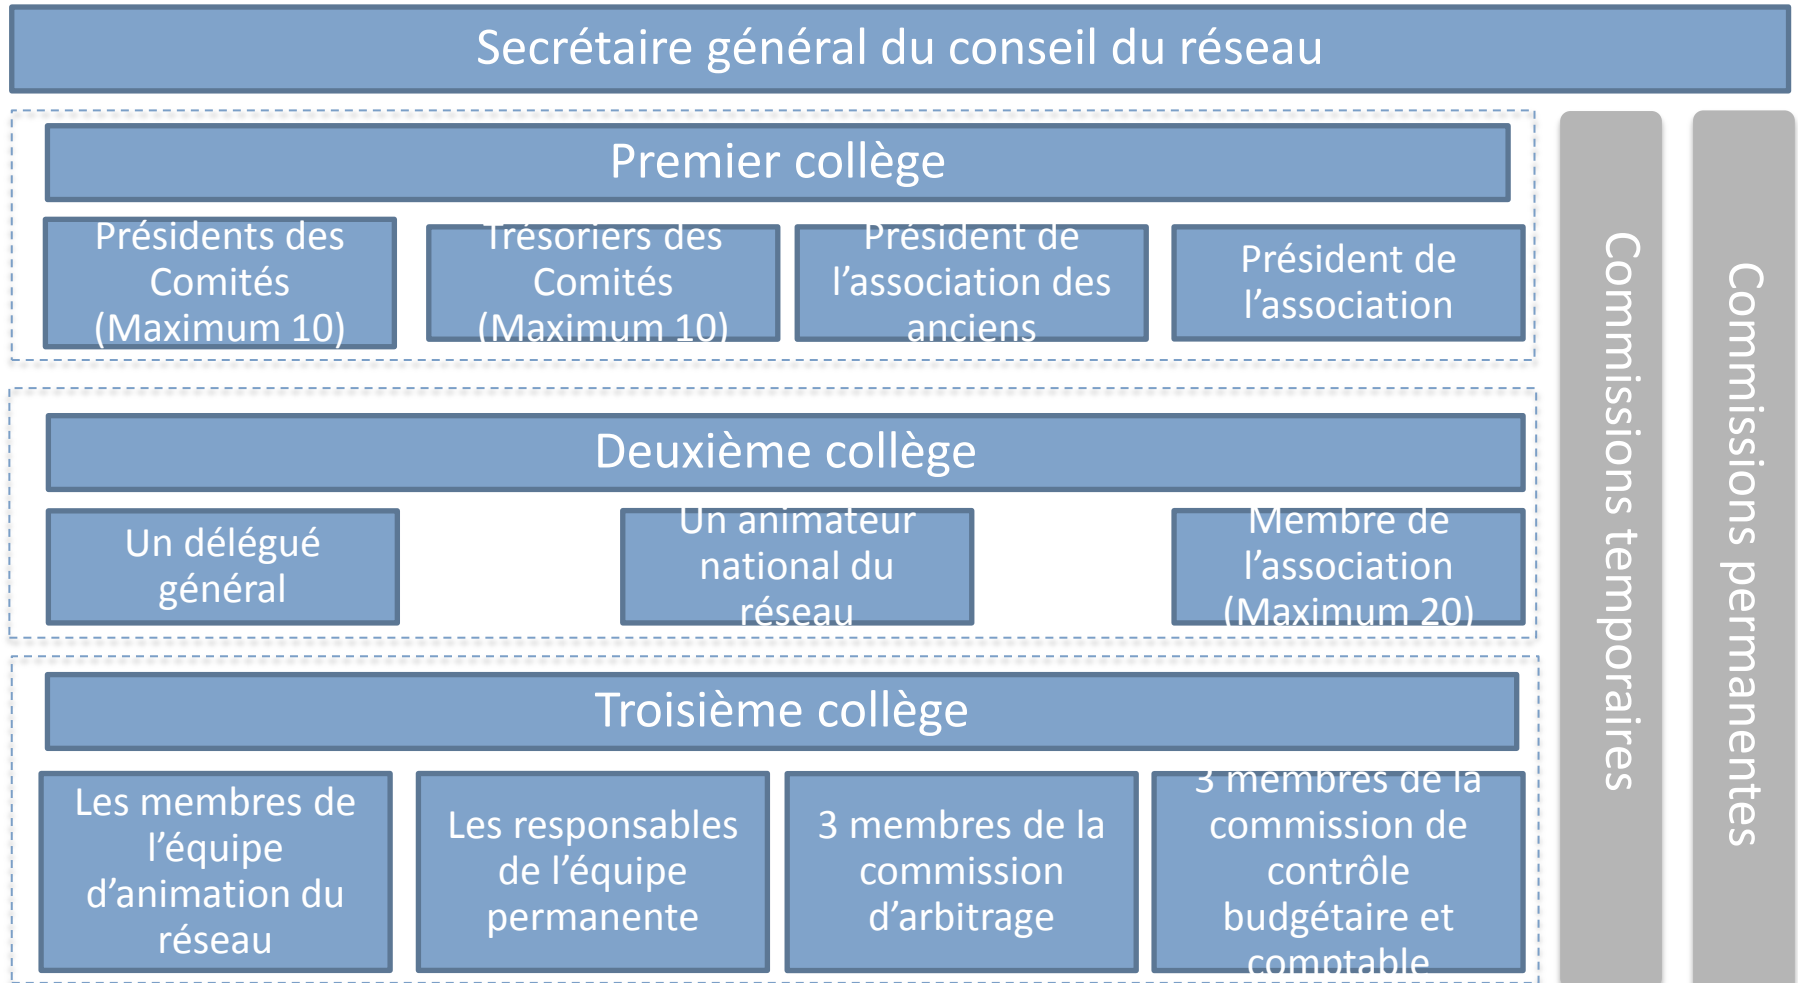 Secrétaire général du conseil du réseau
Premier collège
Présidents des
Comités
(Maximum 10)
Trésoriers des
Comités
(Maximum 10)
Président de
l’association des
anciens
Président de
l’association
Deuxième collège
Un délégué
général
Un animateur
national du
réseau
Membre de
l’association
(Maximum 20)
Troisième collège
Les membres de
l’équipe
d’animation du
réseau
Les responsables
de l’équipe
permanente
3 membres de la
commission
d’arbitrage
3 membres de la
commission de
contrôle
budgétaire et
comptable
Commissions temporaires
Commissions permanentes